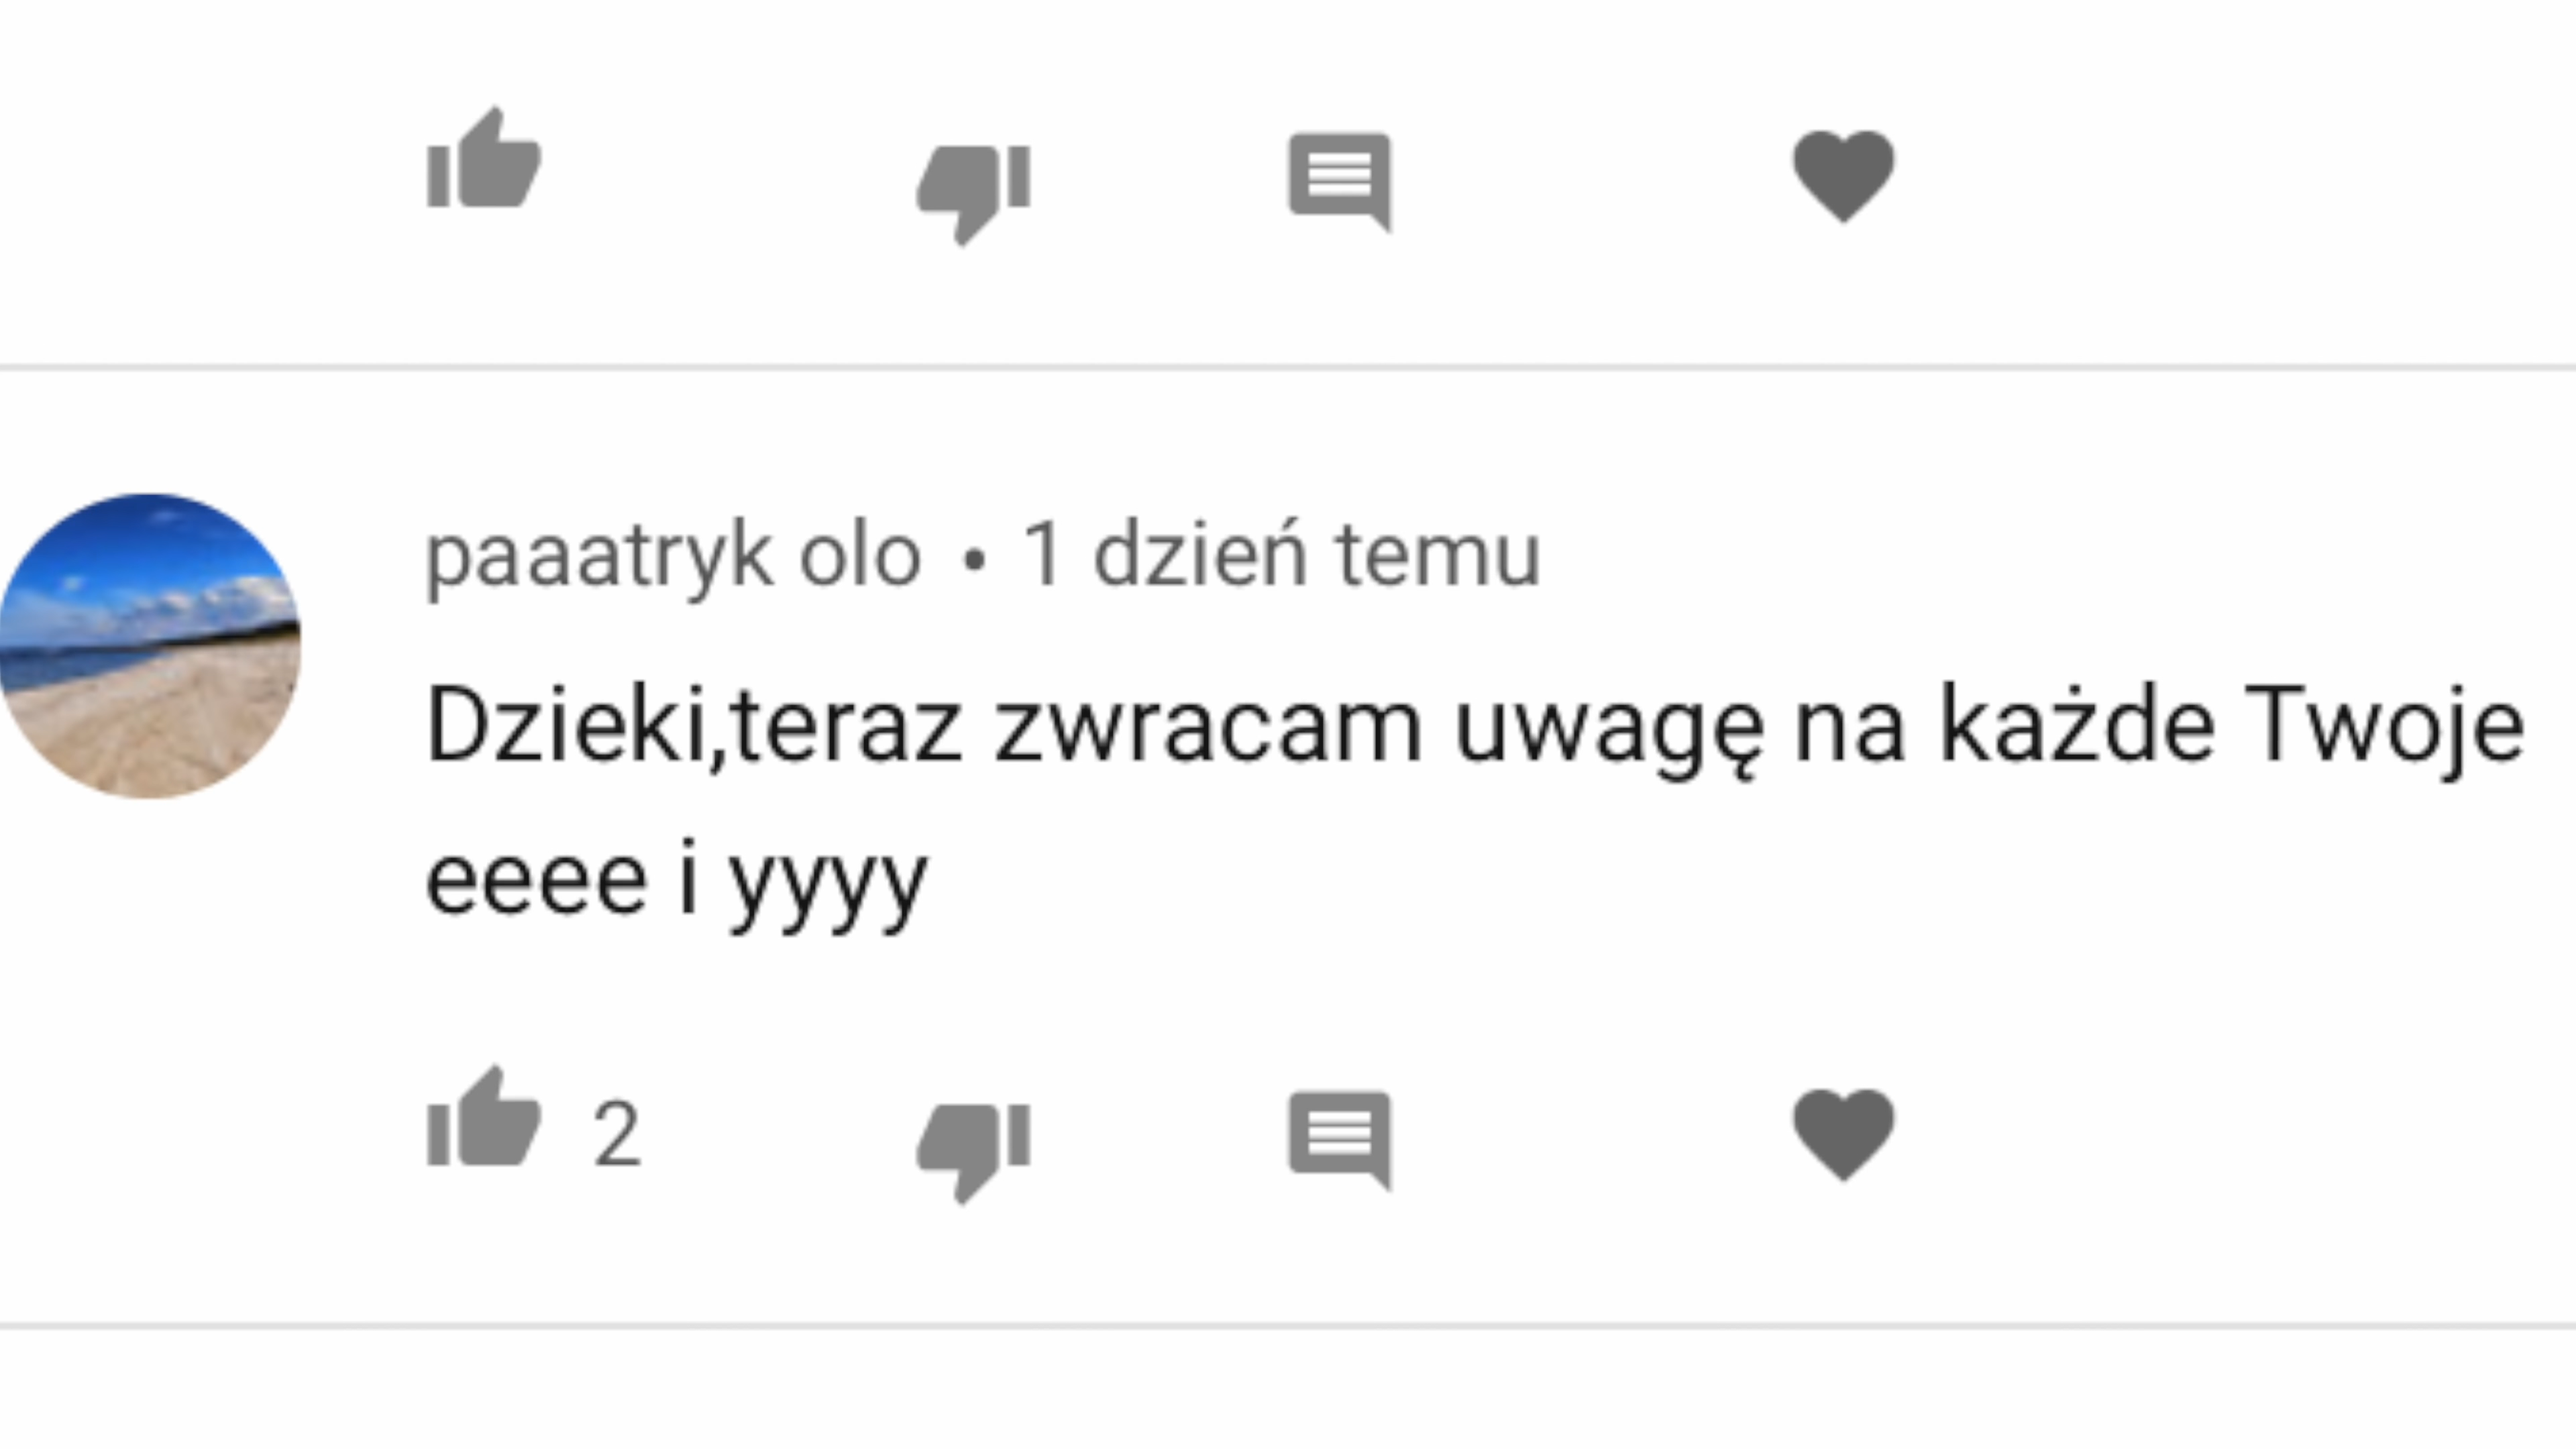 paaatryk olo • 1 dzień temu
Dzieki,teraz zwracam uwagę na każde Twoje
eeee i yyyy
2